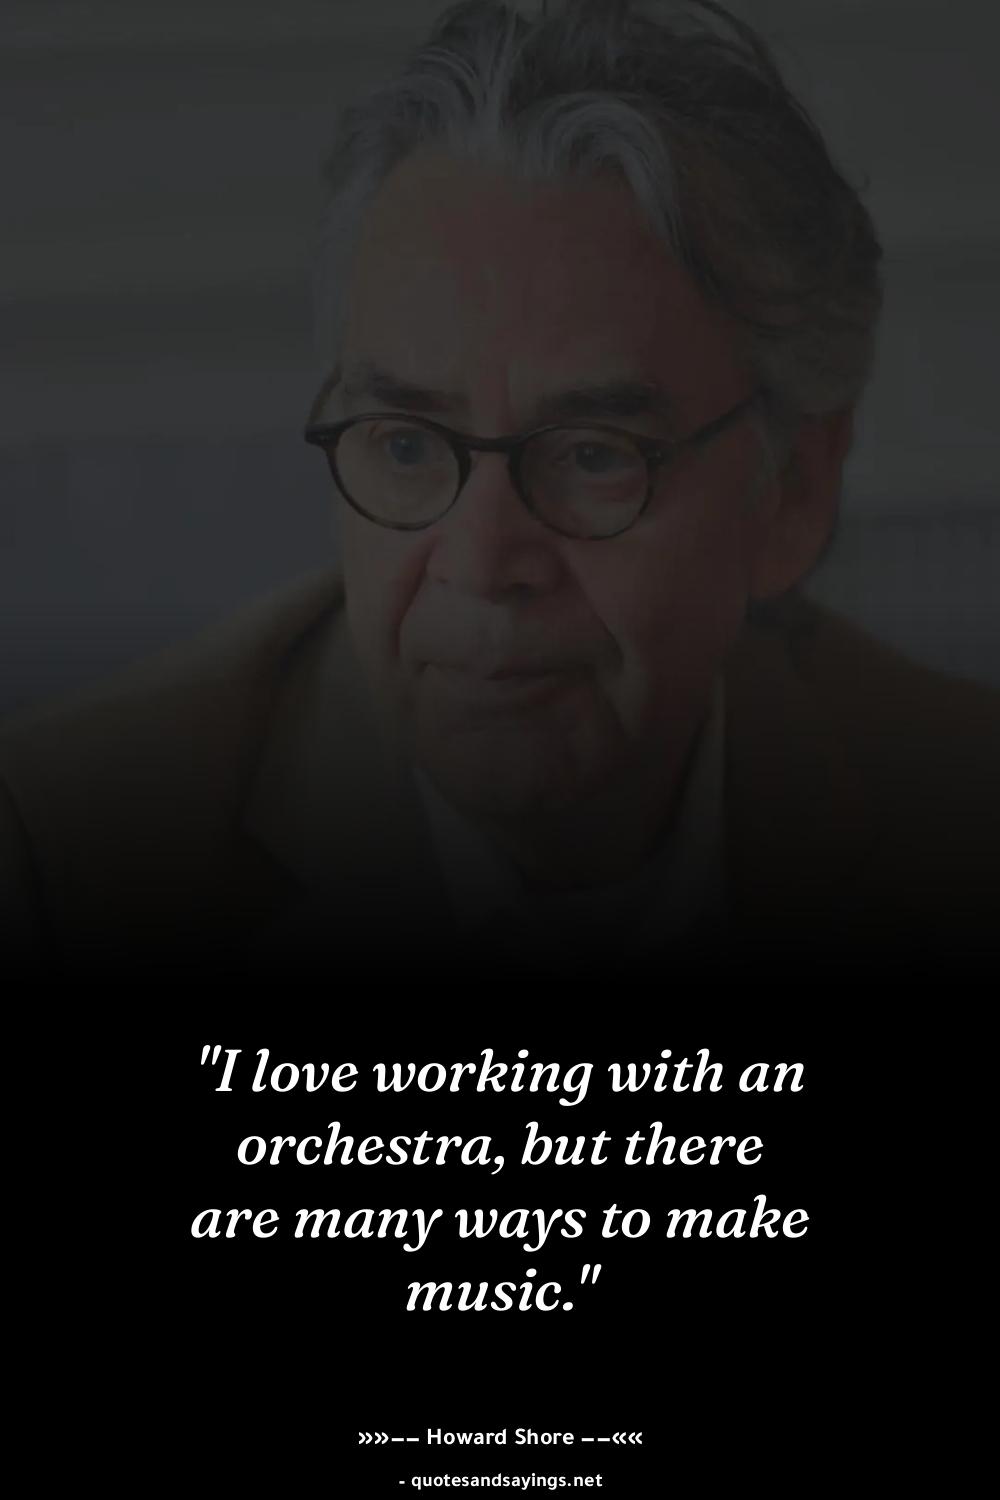 "I love working with an
orchestra, but there
are many ways to make
music."
»»−− Howard Shore −−««
- quotesandsayings.net